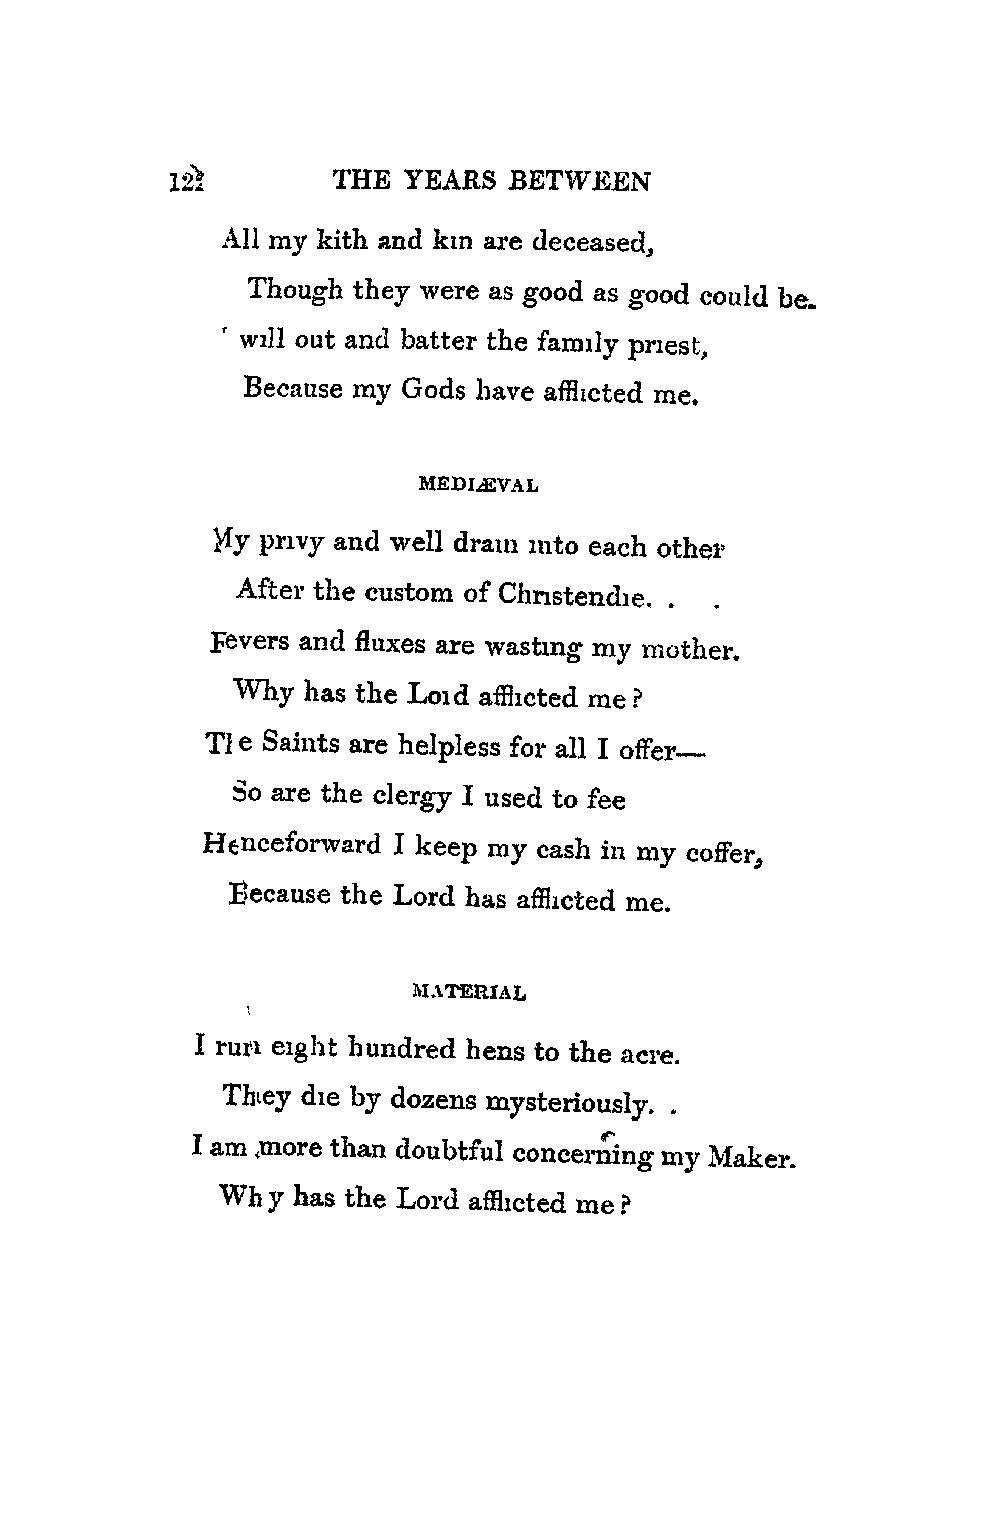 122 THE YEARS BETWEEN
All my kith and kin are deceased,
Though they were as good as good could be.
will out and batter the family priest,
Because my Gods have afflicted me.
MEDIÆVAL
My privy and well drain into each other
After the custom of Christendie. . .
Fevers and fluxes are wasting my mother.
Why has the Lord afflicted me?
The Saints are helpless for all I offer—
So are the clergy I used to fee
Henceforward I keep my cash in my coffer,
Because the Lord has afflicted me.
MATERIAL
I run eight hundred hens to the acre.
They die by dozens mysteriously. .
I am more than doubtful concerning my Maker.
Why has the Lord afflicted me?